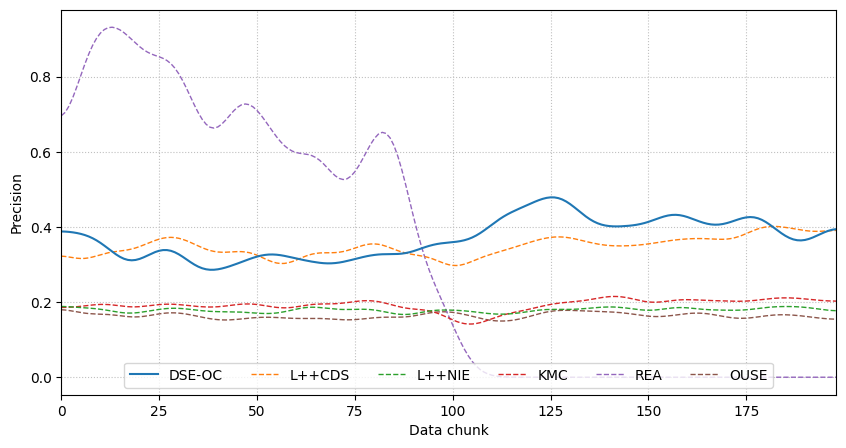 Precision
0.8
0.6
0.4
0.2
0.0
DSE-OC L++CDS L++NIE KMC REA OUSE
0 25 50 75 100 125 150 175
Data chunk